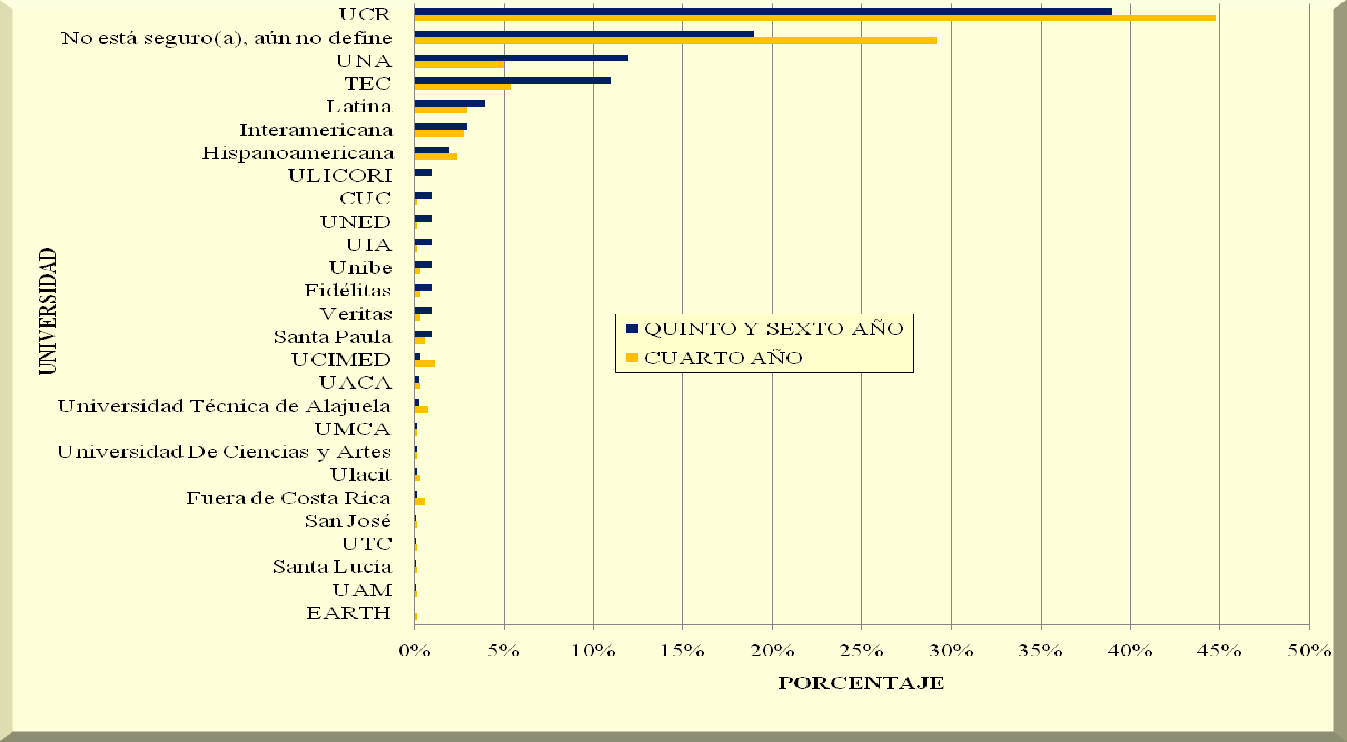 UCR
No está seguro(a), aún no define
UNA
TEC
Latina
Interamericana
Hispanoamericana
ULICORI
CUC
UNED
UIA
Unibe
Fidélitas
Veritas
Santa Paula
UCIMED
UACA
Universidad Técnica de Alajuela
UMCA
Universidad De Ciencias y Artes
Ulacit
Fuera de Costa Rica
San José
UTC
Santa Lucía
UAM
EARTH
UNIVERSIDAD
QUINTO Y SEXTO AÑO
CUARTO AÑO
0% 5% 10% 15% 20% 25% 30% 35% 40% 45% 50%
PORCENTAJE